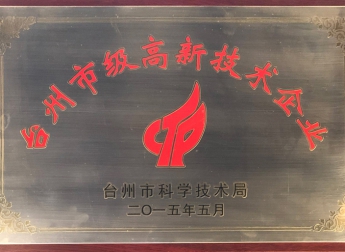 台州市级高新技术企业
台州市科学技术局
二〇一五年五月